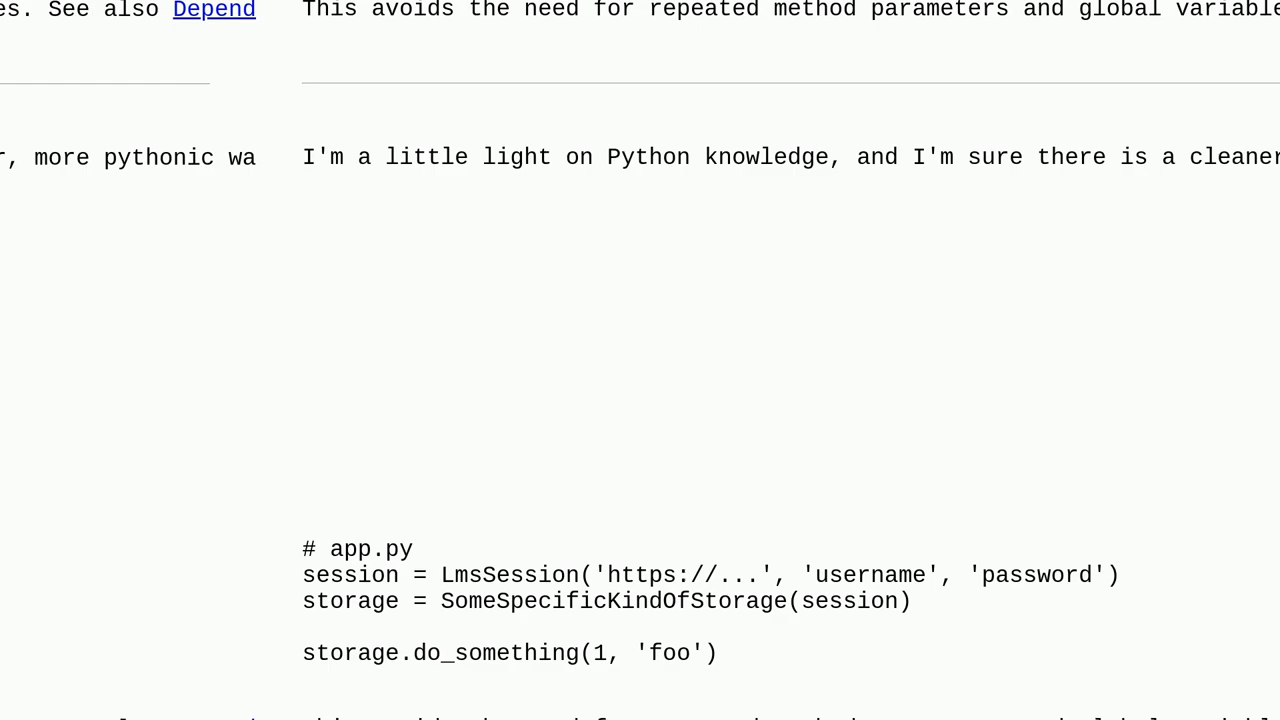 es. See also Depend
This avoids the need for repeated method parameters and global variable
r, more pythonic wa
I'm a little light on Python knowledge, and I'm sure there is a cleaner
# app.py
session = LmsSession('https://...', 'username', 'password')
storage = SomeSpecificKindOfStorage(session)
storage.do_something(1, 'foo')